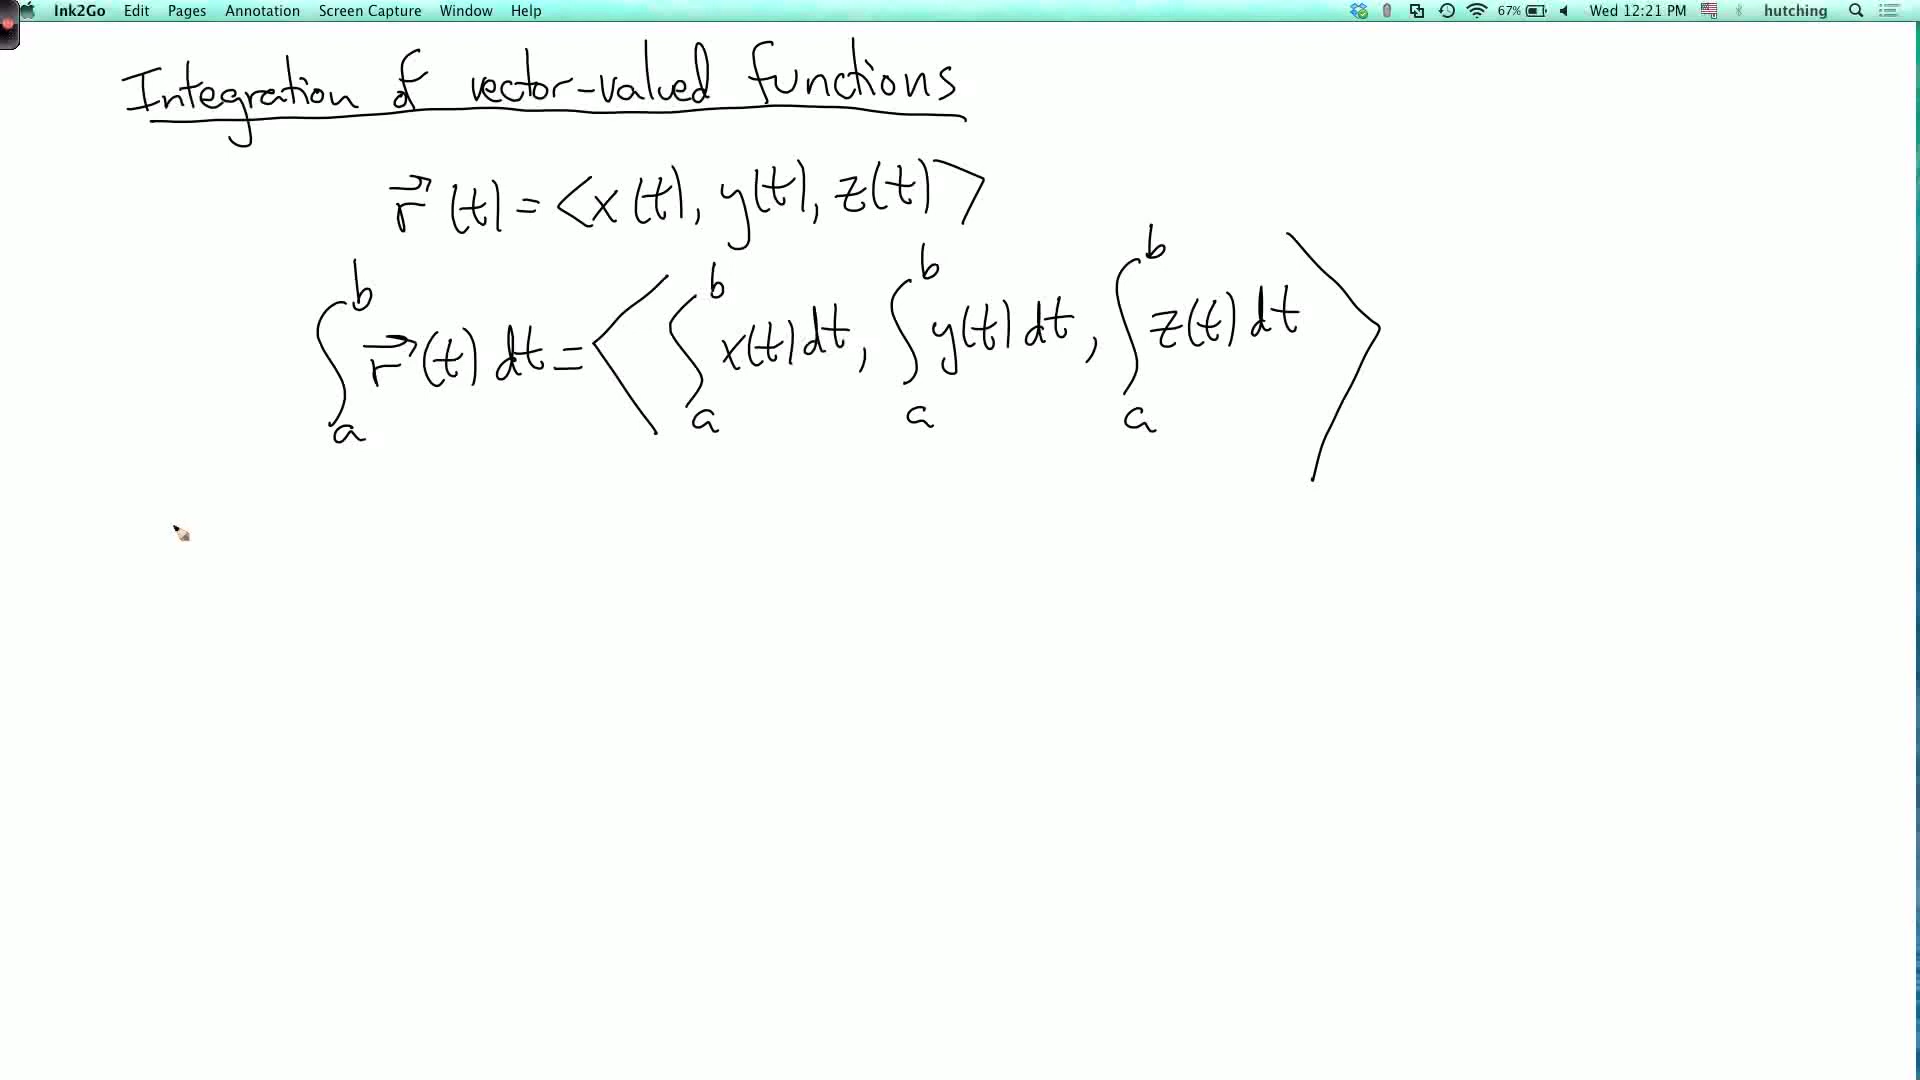 Ink2Go Edit Pages Annotation Screen Capture Window Help 67% Wed 12:21 PM hutching
Integration of vector-valued functions
r⃗(t) = <x(t), y(t), z(t)>
∫_a^b r⃗(t) dt = < ∫_a^b x(t) dt, ∫_a^b y(t) dt, ∫_a^b z(t) dt >